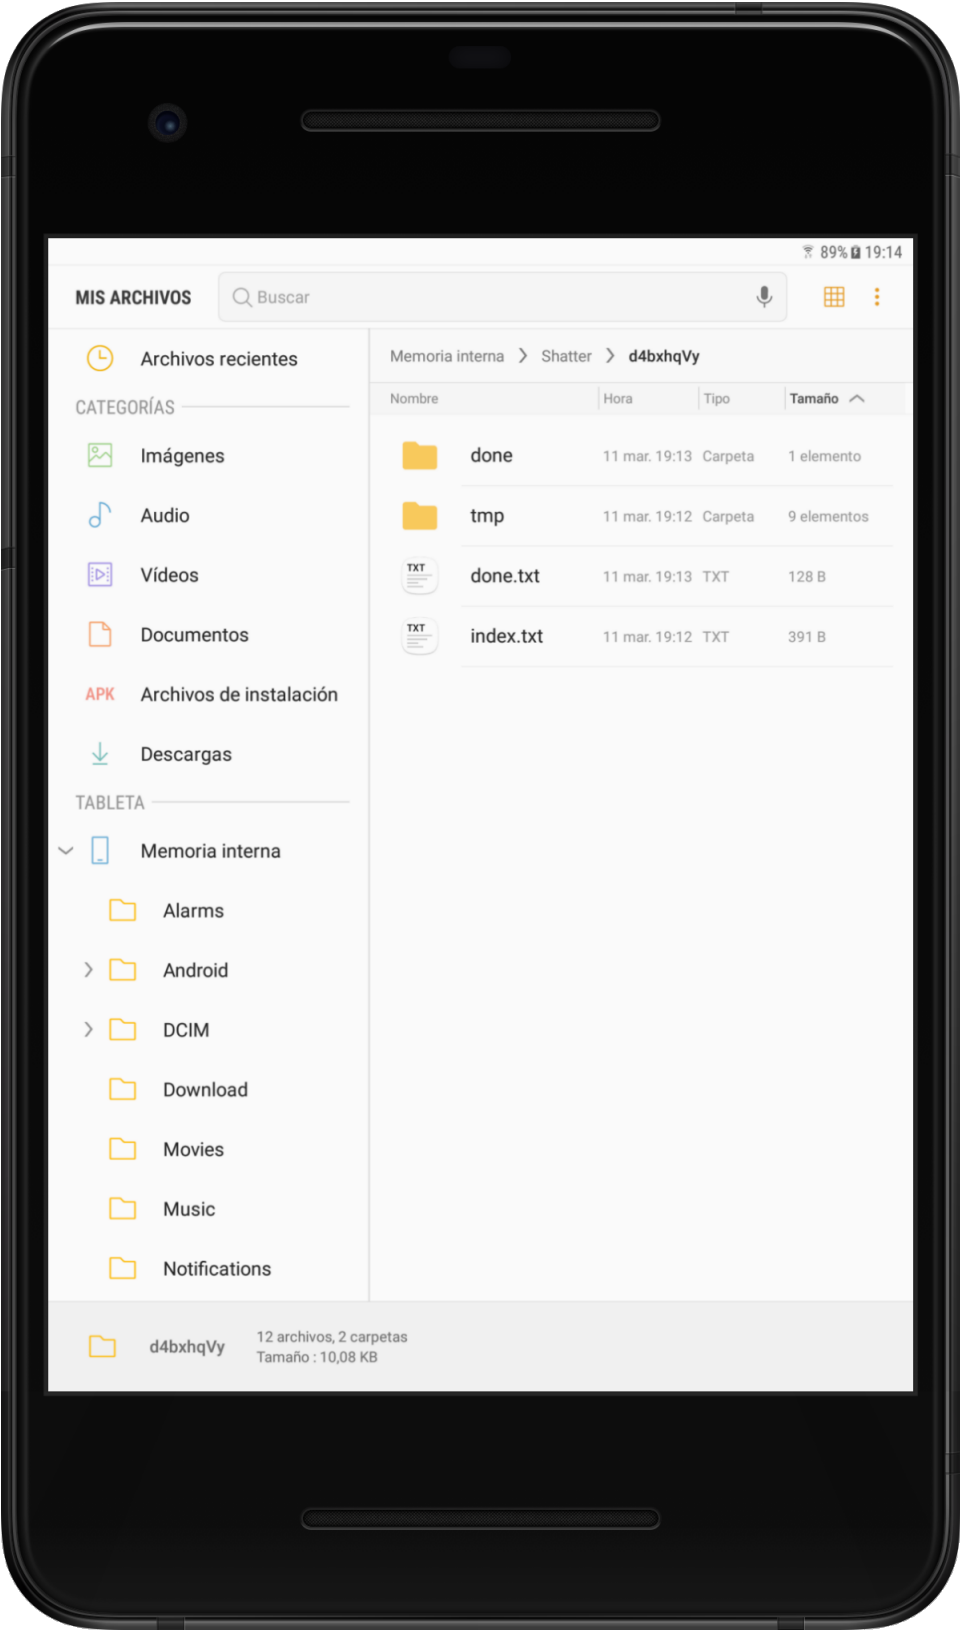 89% 19:14
MIS ARCHIVOS Buscar
Archivos recientes
CATEGORÍAS
Imágenes
Audio
Vídeos
Documentos
APK Archivos de instalación
Descargas
TABLETA
Memoria interna
Alarms
Android
DCIM
Download
Movies
Music
Notifications
Memoria interna Shatter d4bxhqVy
Nombre Hora Tipo Tamaño
done 11 mar. 19:13 Carpeta 1 elemento
tmp 11 mar. 19:12 Carpeta 9 elementos
TXT done.txt 11 mar. 19:13 TXT 128 B
TXT index.txt 11 mar. 19:12 TXT 391 B
d4bxhqVy
12 archivos, 2 carpetas
Tamaño : 10,08 KB